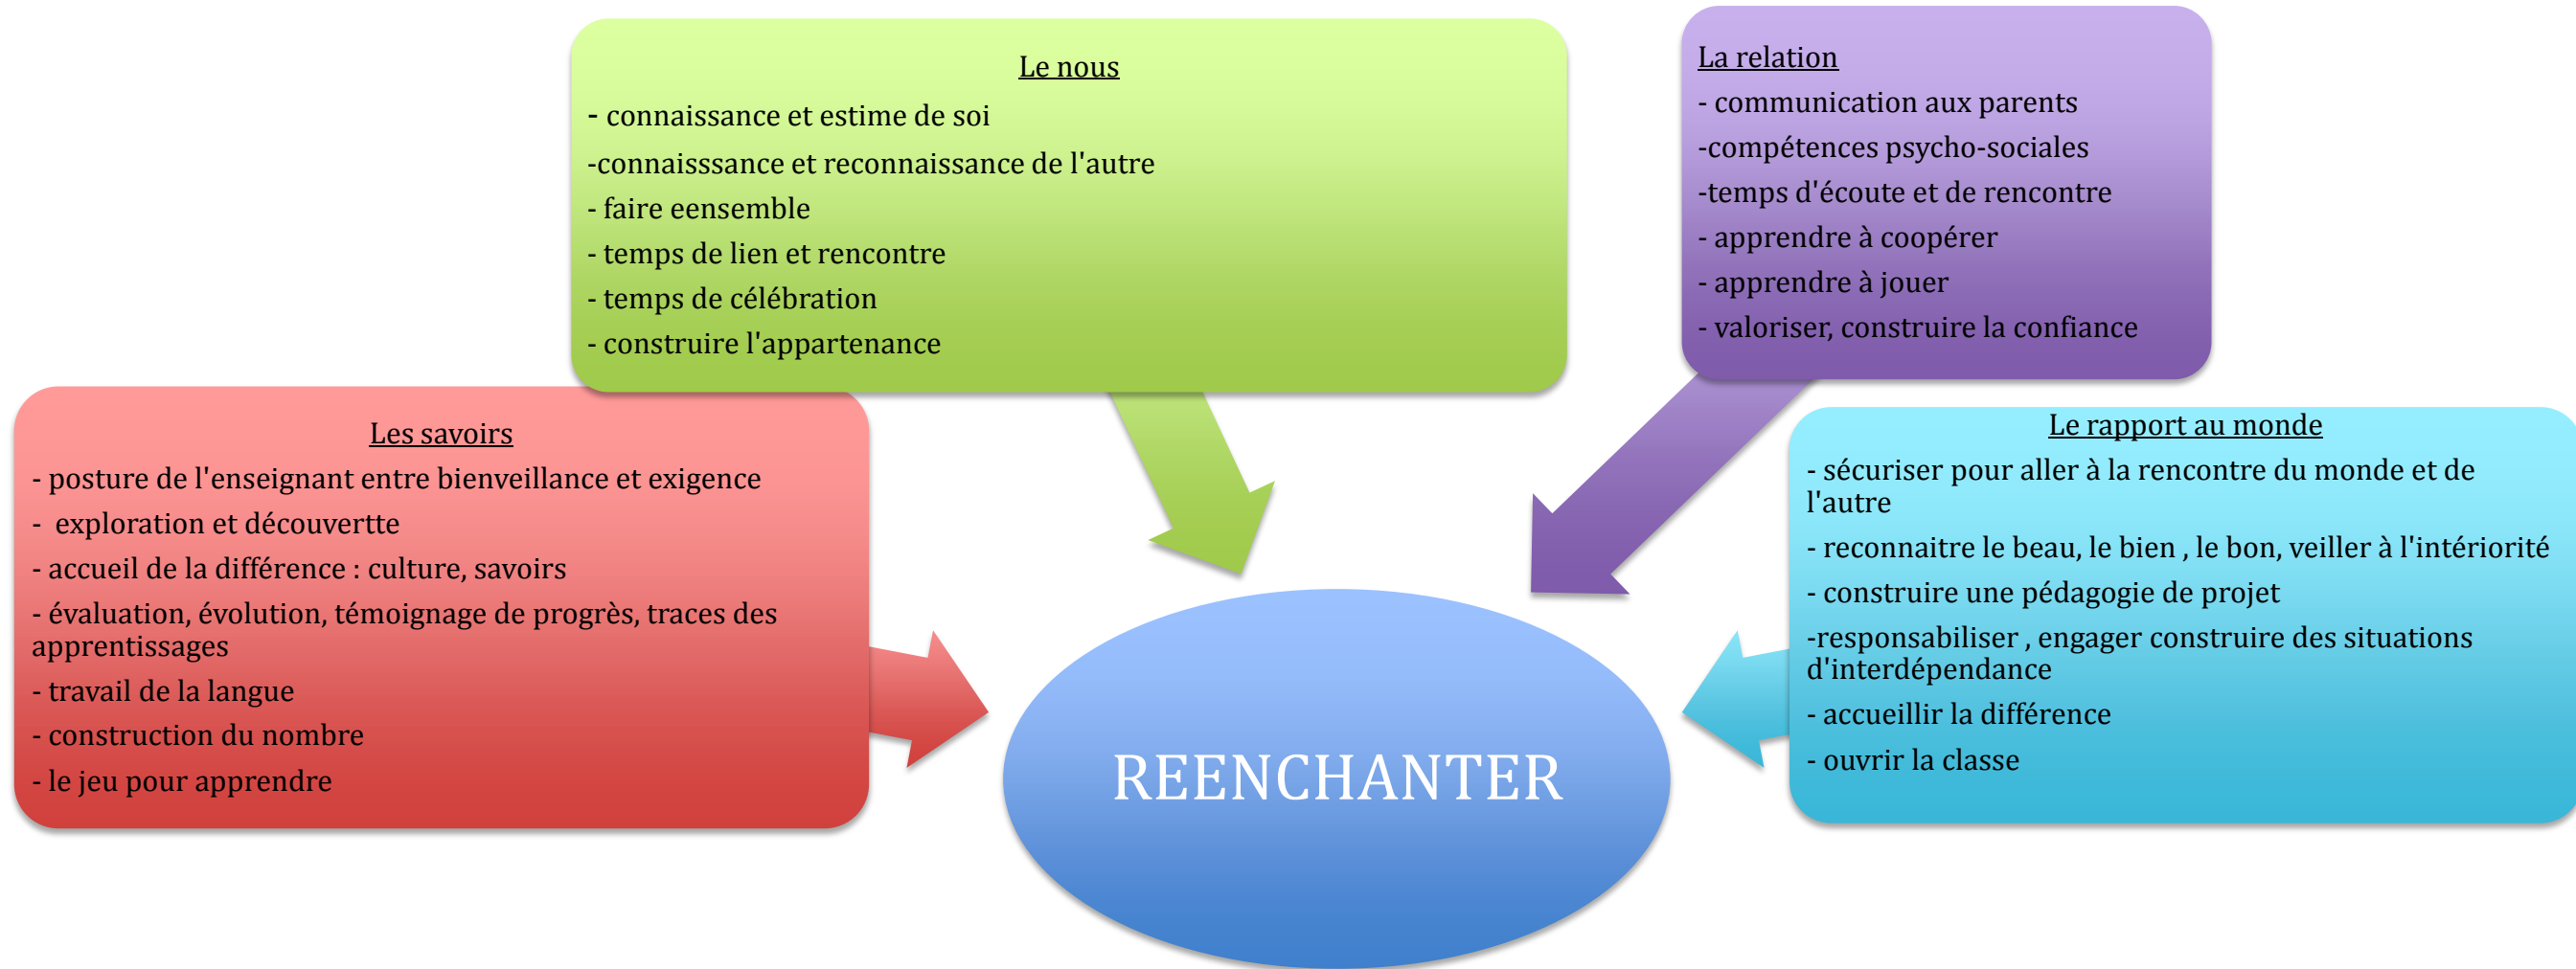 Le nous
- connaissance et estime de soi
-connaisssance et reconnaissance de l'autre
- faire eensemble
- temps de lien et rencontre
- temps de célébration
- construire l'appartenance
La relation
- communication aux parents
-compétences psycho-sociales
-temps d'écoute et de rencontre
- apprendre à coopérer
- apprendre à jouer
- valoriser, construire la confiance
Les savoirs
- posture de l'enseignant entre bienveillance et exigence
-  exploration et découvertte
- accueil de la différence : culture, savoirs
- évaluation, évolution, témoignage de progrès, traces des
apprentissages
- travail de la langue
- construction du nombre
- le jeu pour apprendre
Le rapport au monde
- sécuriser pour aller à la rencontre du monde et de
l'autre
- reconnaitre le beau, le bien , le bon, veiller à l'intériorité
- construire une pédagogie de projet
-responsabiliser , engager construire des situations
d'interdépendance
- accueillir la différence
- ouvrir la classe
REENCHANTER